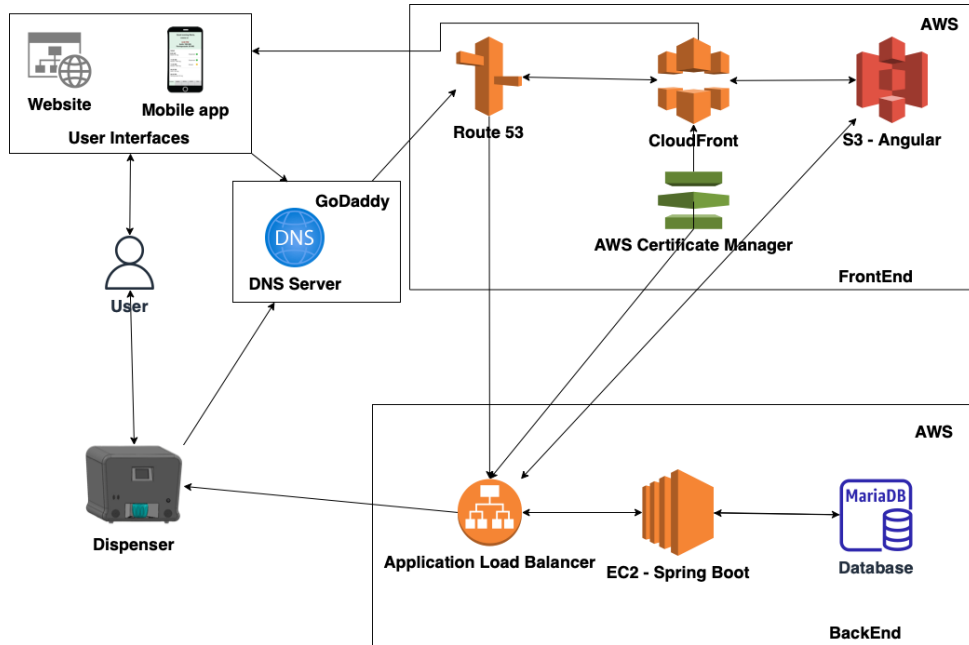 AWS
Website
Mobile app
User Interfaces
Route 53
CloudFront
S3 - Angular
GoDaddy
DNS
DNS Server
AWS Certificate Manager
FrontEnd
User
AWS
MariaDB
Dispenser
Application Load Balancer
EC2 - Spring Boot
Database
BackEnd